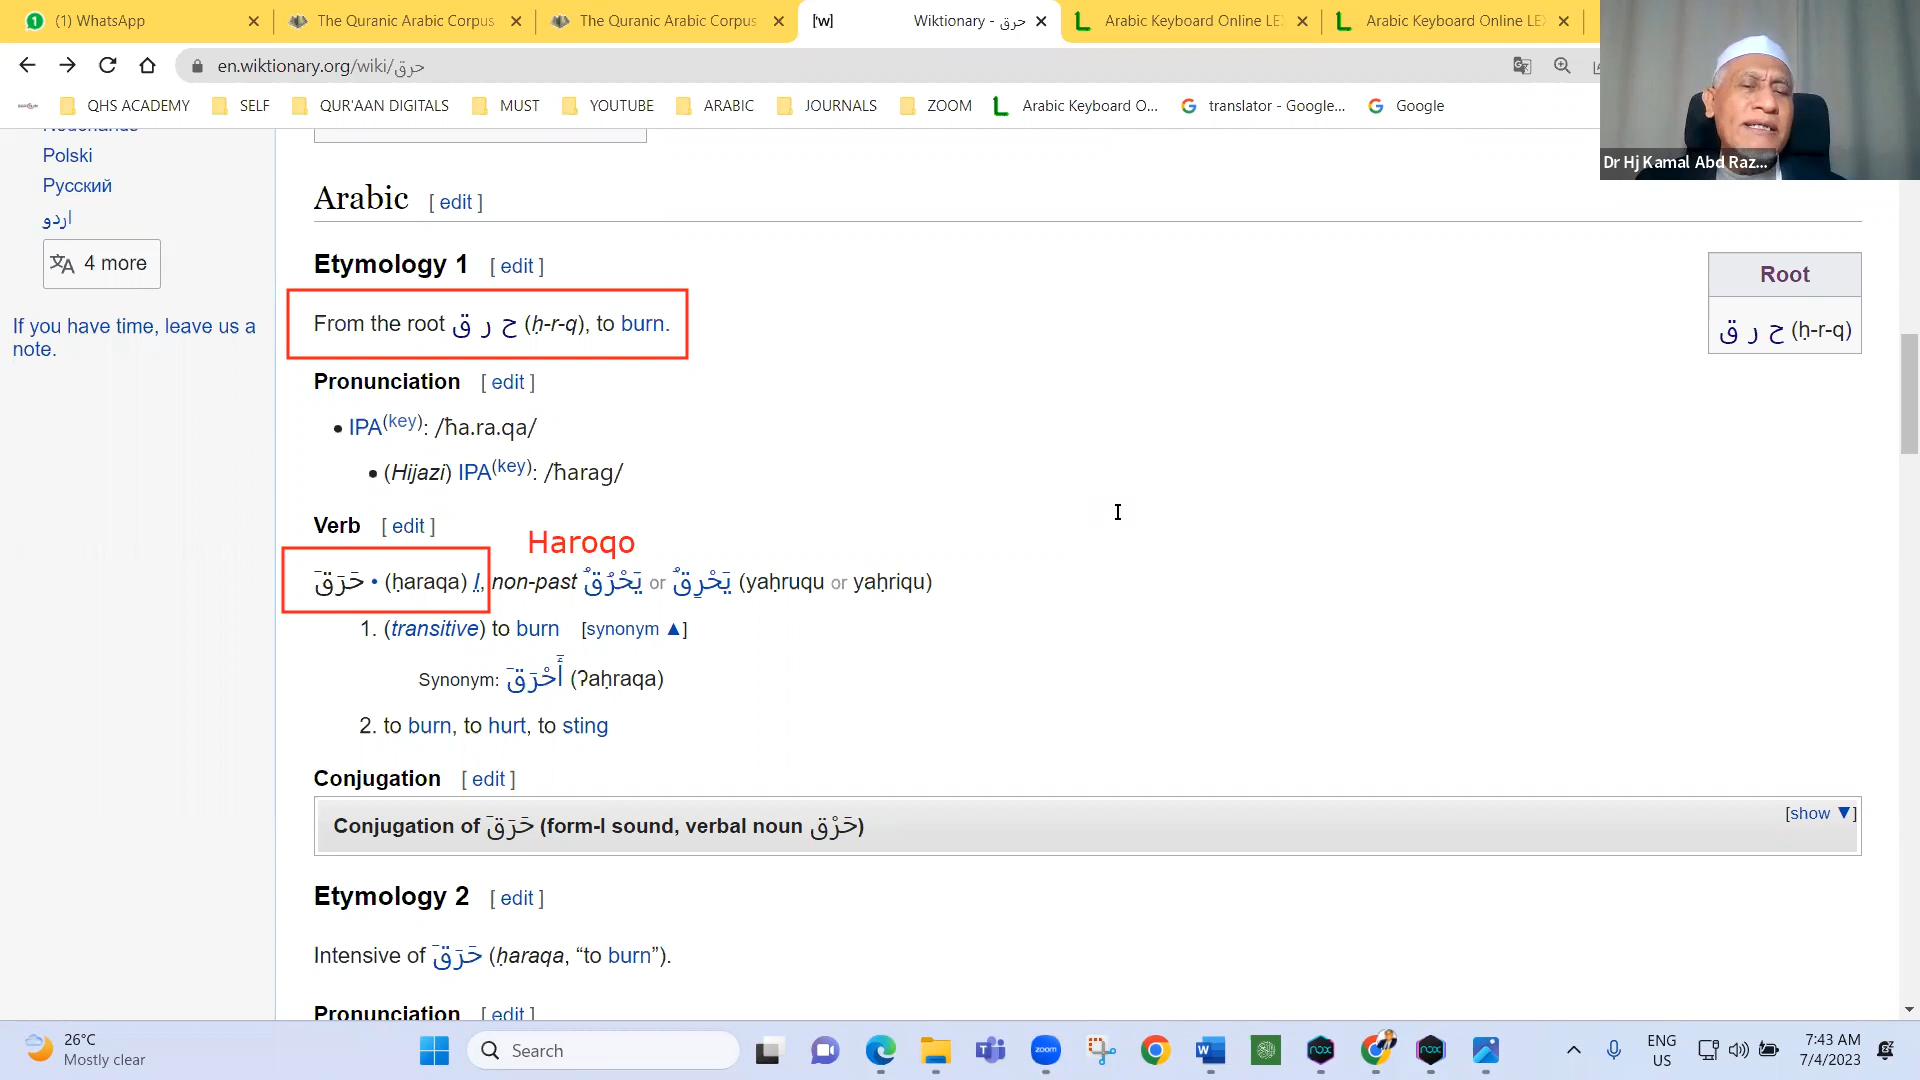 (1) WhatsApp
The Quranic Arabic Corpus
The Quranic Arabic Corpus
['w]
حرق - Wiktionary
Arabic Keyboard Online LEX
Arabic Keyboard Online LEX
en.wiktionary.org/wiki/حرق
QHS ACADEMY
SELF
QUR'AAN DIGITALS
MUST
YOUTUBE
ARABIC
JOURNALS
ZOOM
Arabic Keyboard O...
translator - Google...
Google
Dr Hj Kamal Abd Raz...
Nederlands
Polski
Русский
اردو
4 more
If you have time, leave us a
note.
Arabic [ edit ]
Etymology 1 [ edit ]
Root
ح ر ق (ḥ-r-q)
From the root ح ر ق (ḥ-r-q), to burn.
Pronunciation [ edit ]
• IPA(key): /ħa.ra.qa/
• (Hijazi) IPA(key): /ħarag/
Verb [ edit ]
Haroqo
حَرَقَ • (ḥaraqa) I, non-past يَحْرُقُ or يَحْرِقُ (yaḥruqu or yaḥriqu)
1. (transitive) to burn [synonym ▲]
Synonym: أَحْرَقَ (ʔaḥraqa)
2. to burn, to hurt, to sting
Conjugation [ edit ]
Conjugation of حَرَقَ (form-I sound, verbal noun حَرْق)
[show ▼]
Etymology 2 [ edit ]
Intensive of حَرَقَ (ḥaraqa, “to burn”).
Pronunciation [ edit ]
26°C
Mostly clear
Search
zoom
ENG
US
7:43 AM
7/4/2023